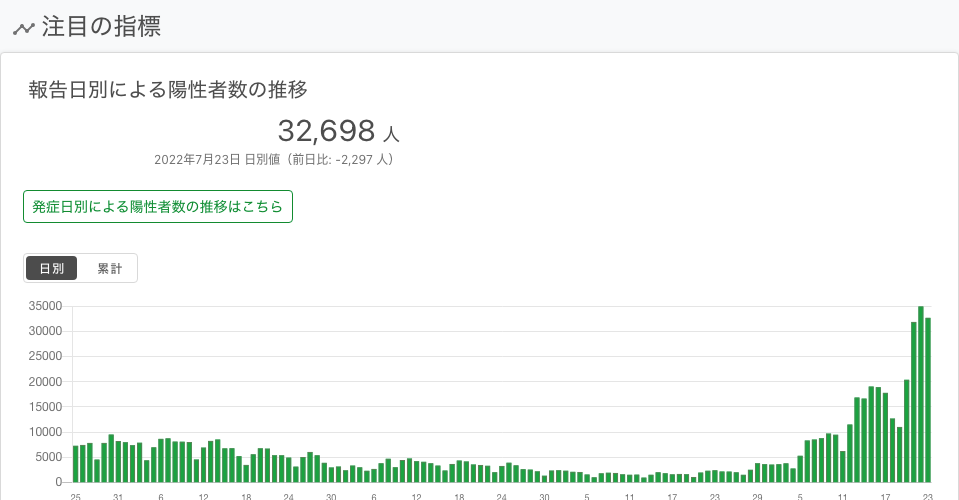 注目の指標
報告日別による陽性者数の推移
32,698 人
2022年7月23日 日別値（前日比: -2,297 人）
発症日別による陽性者数の推移はこちら
日別 累計
35000
30000
25000
20000
15000
10000
5000
0
25 31 6 12 18 24 30 6 12 18 24 30 5 11 17 23 29 5 11 17 23